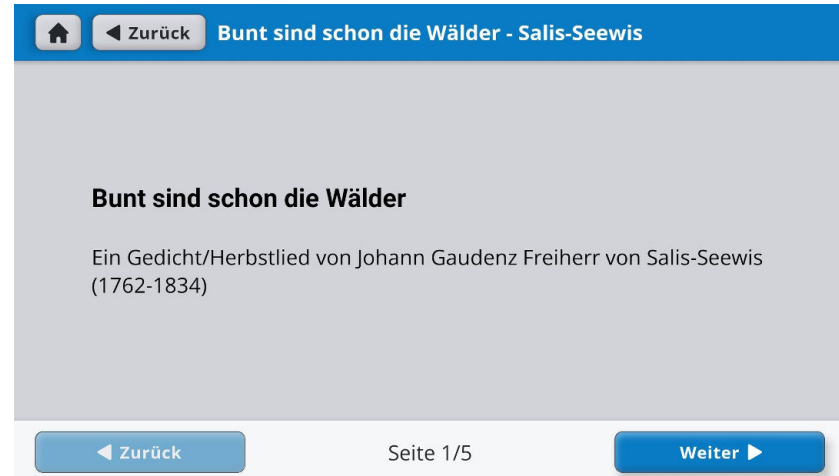 Zurück Bunt sind schon die Wälder - Salis-Seewis
Bunt sind schon die Wälder
Ein Gedicht/Herbstlied von Johann Gaudenz Freiherr von Salis-Seewis
(1762-1834)
Zurück Seite 1/5 Weiter